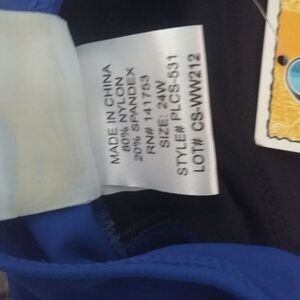 MADE IN CHINA
80% NYLON
20% SPANDEX
RN# 141753
SIZE: 24W
STYLE# PLCS-531
LOT# CS-WW212